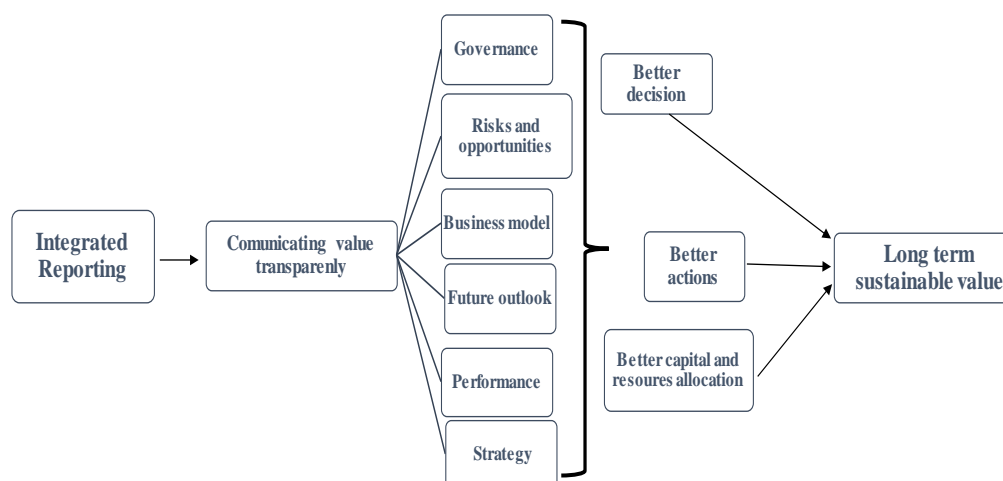 Integrated
Reporting
Comunicating value
transparenly
Governance
Risks and
opportunities
Business model
Future outlook
Performance
Strategy
Better
decision
Better
actions
Better capital and
resoures allocation
Long term
sustainable value